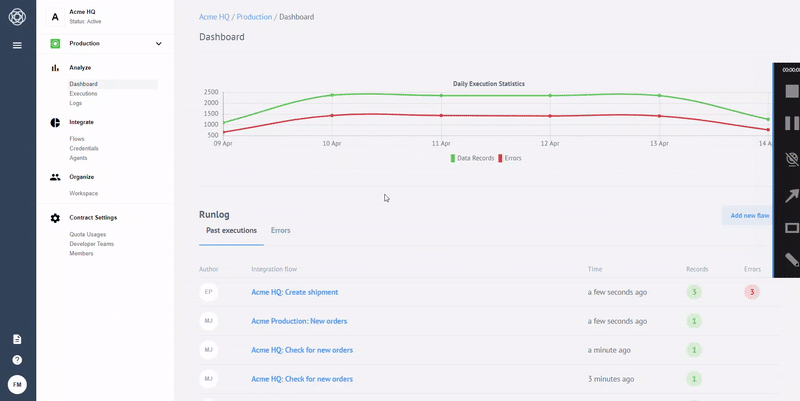 A
Acme HQ
Status: Active
Production
Analyze
Dashboard
Executions
Logs
Integrate
Flows
Credentials
Agents
Organize
Workspace
Contract Settings
Quota Usages
Developer Teams
Members
FM
Acme HQ / Production / Dashboard
Dashboard
Daily Execution Statistics
2500
2000
1500
1000
500
09 Apr 10 Apr 11 Apr 12 Apr 13 Apr 14 A
Data Records Errors
Runlog
Add new flow
Past executions Errors
Author Integration flow Time Records Errors
EP Acme HQ: Create shipment a few seconds ago 3 3
MJ Acme Production: New orders a few seconds ago 1
MJ Acme HQ: Check for new orders a minute ago 1
MJ Acme HQ: Check for new orders 3 minutes ago 1